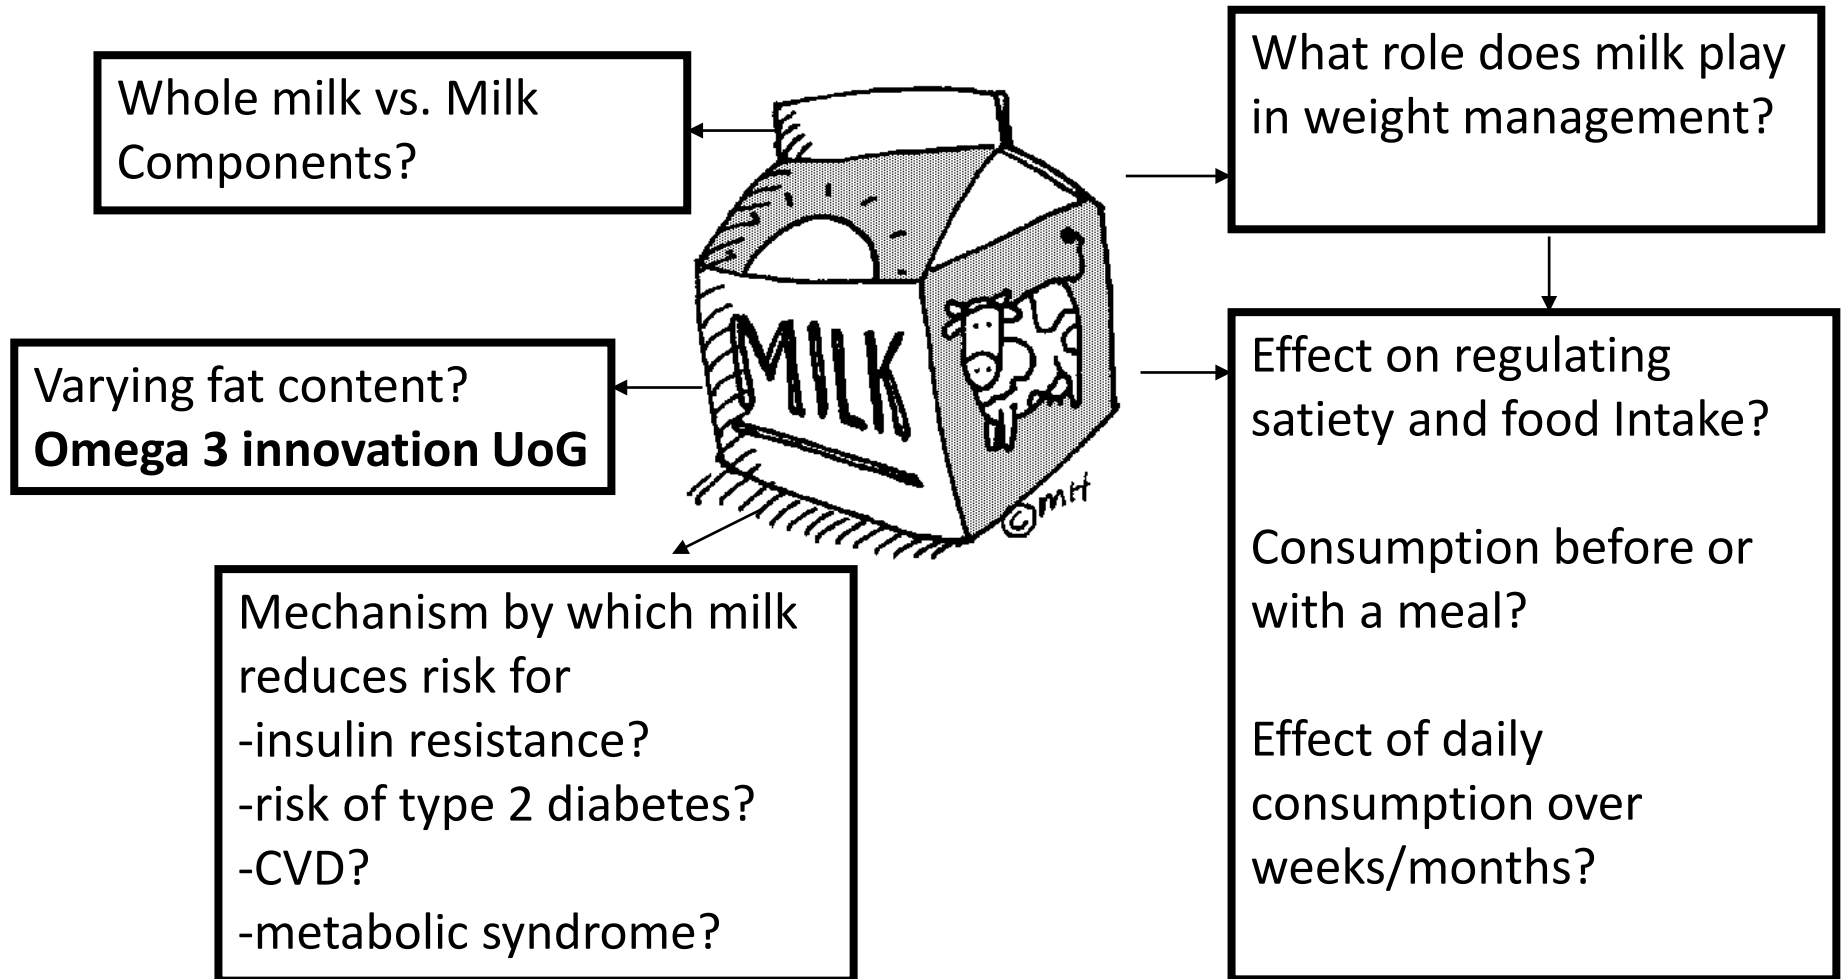 Whole milk vs. Milk
Components?
What role does milk play
in weight management?
Varying fat content?
Omega 3 innovation UoG
MILK
©MH
Effect on regulating
satiety and food Intake?
Consumption before or
with a meal?
Effect of daily
consumption over
weeks/months?
Mechanism by which milk
reduces risk for
-insulin resistance?
-risk of type 2 diabetes?
-CVD?
-metabolic syndrome?